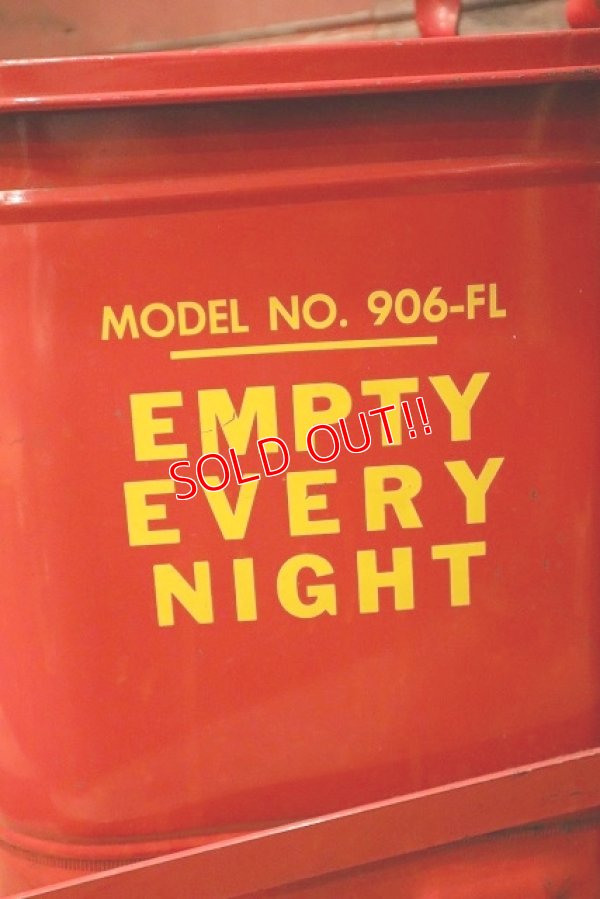 MODEL NO. 906-FL
EMPTY
SOLD OUT!!
EVERY
NIGHT